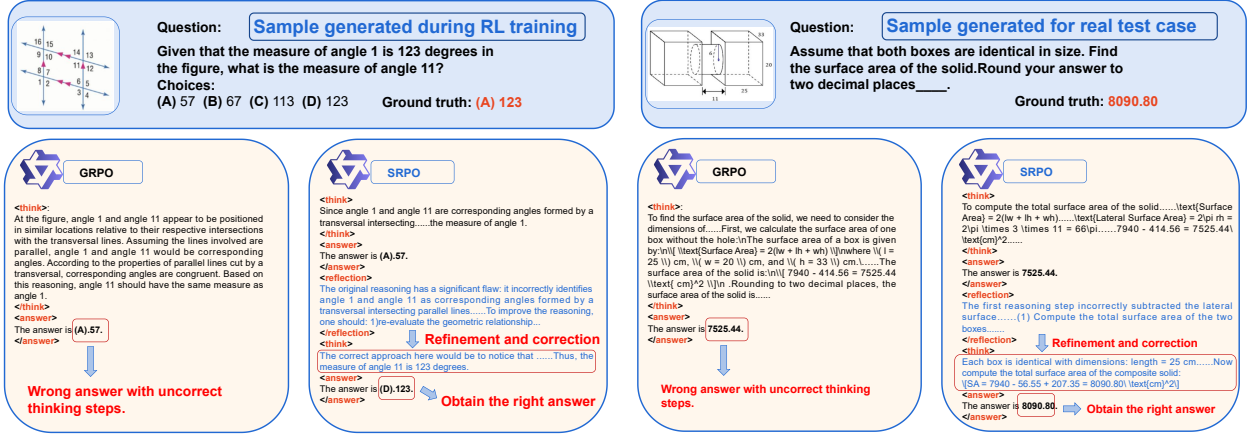 Question:
Sample generated during RL training
Given that the measure of angle 1 is 123 degrees in
the figure, what is the measure of angle 11?
Choices:
(A) 57 (B) 67 (C) 113 (D) 123
Ground truth: (A) 123
16 15
14 13
9 10
11 12
8 7
1 2
6 5
3 4
GRPO
<think>:
At the figure, angle 1 and angle 11 appear to be positioned
in similar locations relative to their respective intersections
with the transversal lines. Assuming the lines involved are
parallel, angle 1 and angle 11 would be corresponding
angles. According to the properties of parallel lines cut by a
transversal, corresponding angles are congruent. Based on
this reasoning, angle 11 should have the same measure as
angle 1.
</think>
<answer>
The answer is (A).57.
</answer>
Wrong answer with uncorrect
thinking steps.
SRPO
<think>
Since angle 1 and angle 11 are corresponding angles formed by a
transversal intersecting......the measure of angle 1.
</think>
<answer>
The answer is (A).57.
</answer>
<reflection>
The original reasoning has a significant flaw: it incorrectly identifies
angle 1 and angle 11 as corresponding angles formed by a
transversal intersecting parallel lines......To improve the reasoning,
one should: 1)re-evaluate the geometric relationship...
</reflection>
Refinement and correction
<think>
The correct approach here would be to notice that ......Thus, the
measure of angle 11 is 123 degrees.
<answer>
The answer is (D).123.
</answer>
Obtain the right answer
Question:
Sample generated for real test case
Assume that both boxes are identical in size. Find
the surface area of the solid.Round your answer to
two decimal places____.
Ground truth: 8090.80
33
6
20
25
11
GRPO
<think>:
To find the surface area of the solid, we need to consider the
dimensions of......First, we calculate the surface area of one
box without the hole:\nThe surface area of a box is given
by:\n\\[ \\text{Surface Area} = 2(lw + lh + wh) \\]\nwhere \\( l =
25 \\) cm, \\( w = 20 \\) cm, and \\( h = 33 \\) cm.\......The
surface area of the solid is:\n\\[ 7940 - 414.56 = 7525.44
\\text{ cm}^2 \\]\n .Rounding to two decimal places, the
surface area of the solid is......
</think>
<answer>
The answer is 7525.44.
</answer>
Wrong answer with uncorrect thinking
steps.
SRPO
<think>
To compute the total surface area of the solid......\text{Surface
Area} = 2(lw + lh + wh)......\text{Lateral Surface Area} = 2\pi rh =
2\pi \times 3 \times 11 = 66\pi......7940 - 414.56 = 7525.44\
\text{cm}^2......
</think>
<answer>
The answer is 7525.44.
</answer>
<reflection>
The first reasoning step incorrectly subtracted the lateral
surface......(1) Compute the total surface area of the two
boxes.......
</reflection>
Refinement and correction
<think>
Each box is identical with dimensions: length = 25 cm......Now
compute the total surface area of the composite solid:
\[SA = 7940 - 56.55 + 207.35 = 8090.80\ \text{cm}^2\]
<answer>
The answer is 8090.80.
</answer>
Obtain the right answer